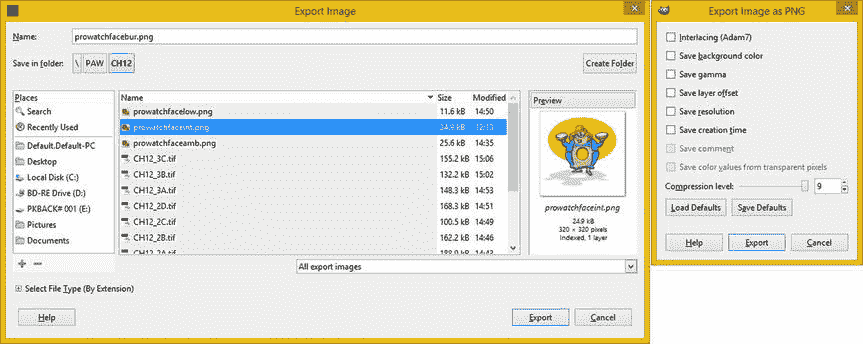 Export Image
Name:
prowatchfacebur.png
Save in folder:
\
PAW
CH12
Create Folder
Places
Search
Recently Used
Default.Default-PC
Desktop
Local Disk (C:)
BD-RE Drive (D:)
PKBACK# 001 (E:)
Pictures
Documents
Name Size Modified
prowatchfacelow.png 11.6 kB 14:50
prowatchfaceint.png 24.9 kB
prowatchfaceamb.png 25.6 kB 14:35
CH12_3C.tif 155.2 kB 15:06
CH12_3B.tif 132.2 kB 15:02
CH12_3A.tif 148.3 kB 14:53
CH12_2D.tif 168.3 kB 14:51
CH12_2C.tif 100.5 kB 14:49
CH12_2B.tif 162.2 kB 14:46
CH12_2A.tif 188.9 kB 14:43
Preview
prowatchfaceint.png
24.9 kB
320 × 320 pixels
Indexed, 1 layer
All export images
Select File Type (By Extension)
Help
Export
Cancel
Export Image as PNG
Interlacing (Adam7)
Save background color
Save gamma
Save layer offset
Save resolution
Save creation time
Save comment
Save color values from transparent pixels
Compression level: 9
Load Defaults
Save Defaults
Help
Export
Cancel